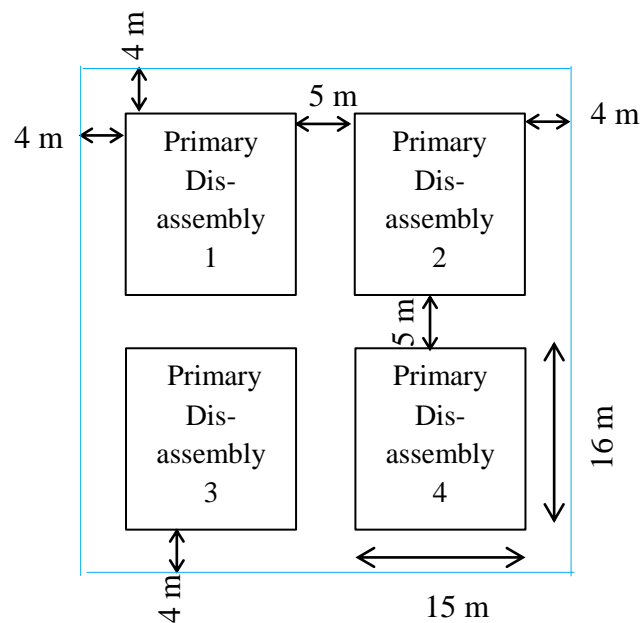 4 m
5 m
4 m
4 m
Primary
Dis-
assembly
1
Primary
Dis-
assembly
2
5 m
Primary
Dis-
assembly
3
Primary
Dis-
assembly
4
16 m
4 m
15 m